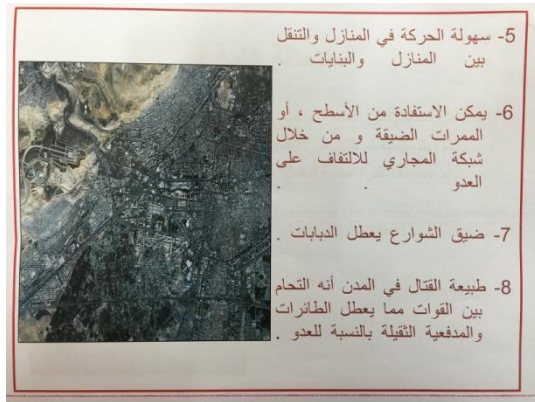 5- سهولة الحركة في المنازل والتنقل
بين المنازل والبنايات .
6- يمكن الاستفادة من الأسطح ، أو
الممرات الضيقة و من خلال
شبكة المجاري للالتفاف على
العدو . .
7- ضيق الشوارع يعطل الدبابات .
8- طبيعة القتال في المدن أنه التحام
بين القوات مما يعطل الطائرات
والمدفعية الثقيلة بالنسبة للعدو .